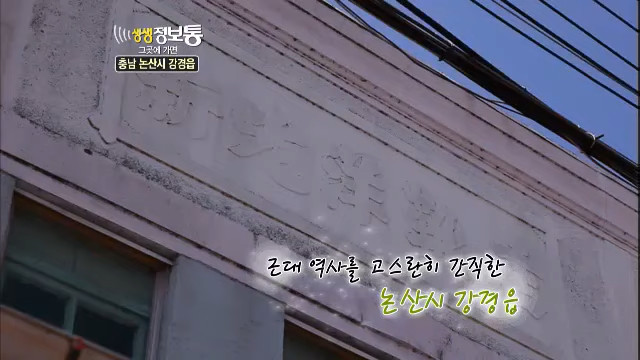 생생 정보통
그곳에 가면
충남 논산시 강경읍
근대 역사를 고스란히 간직한
논산시 강경읍